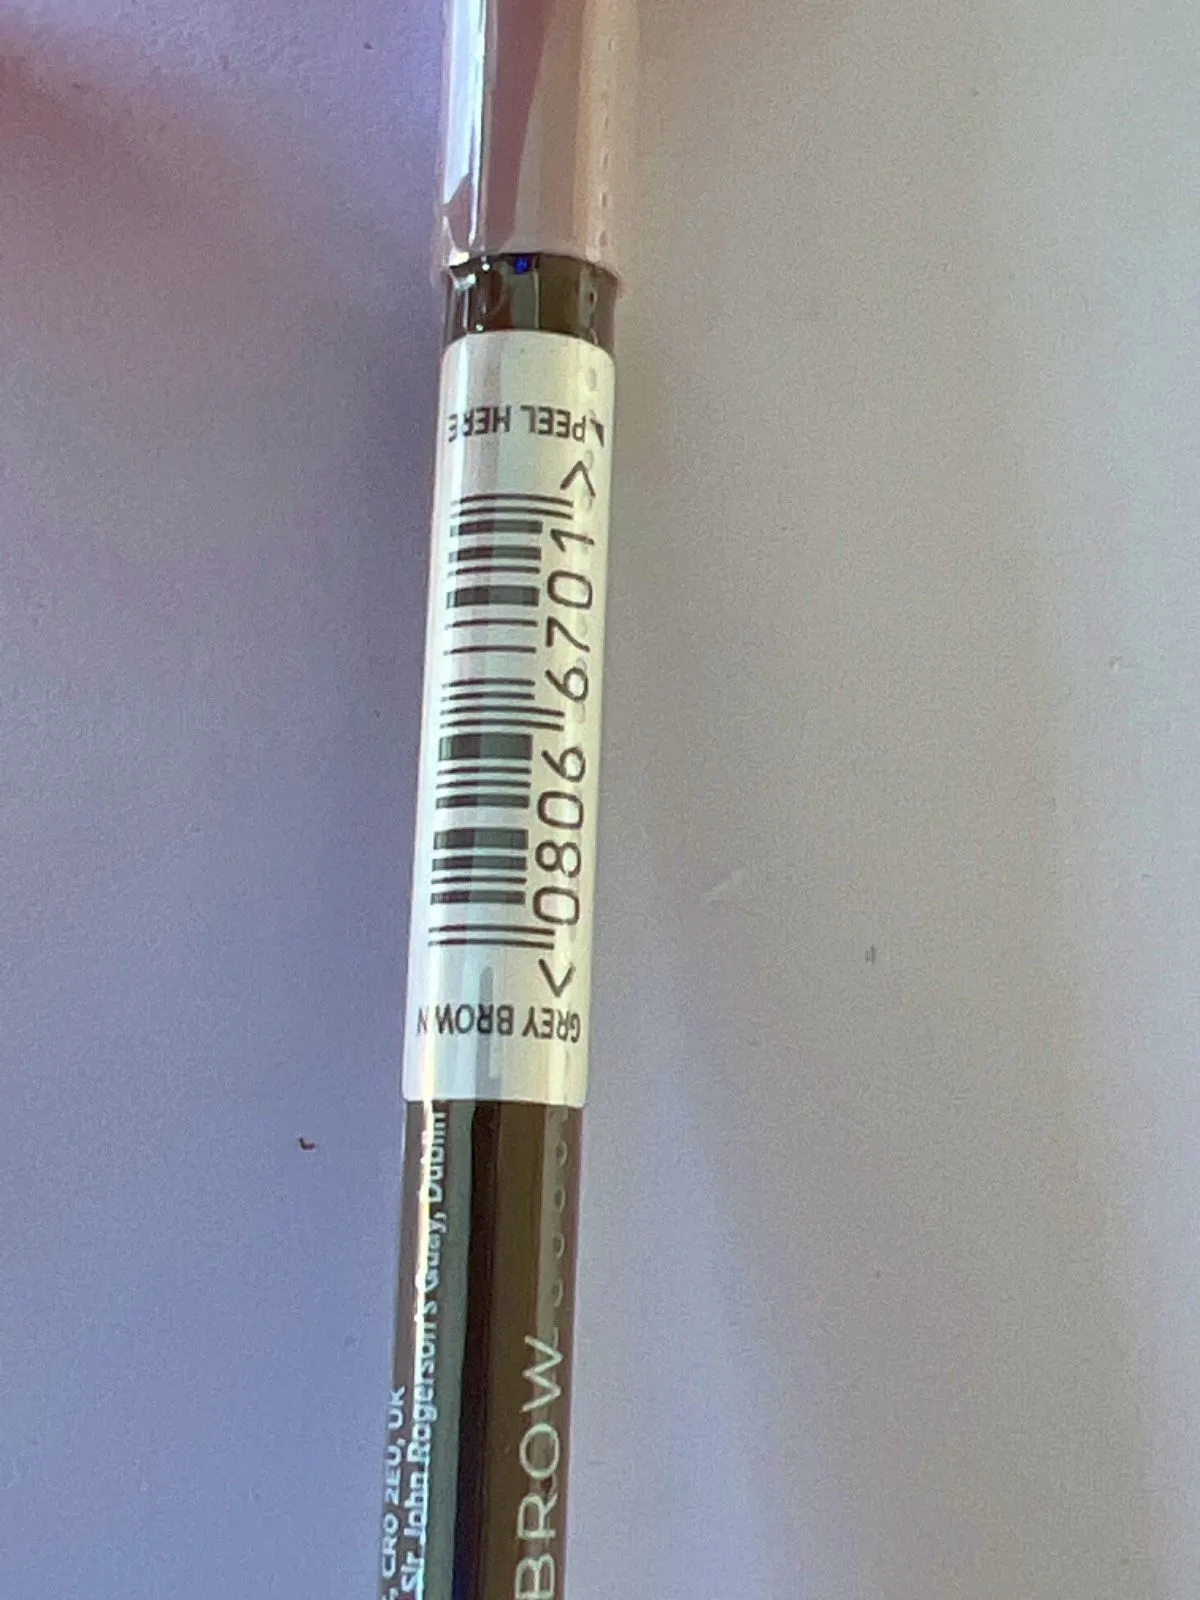 ◄PEEL HERE
<0806 6701>
GREY BROWN
, CR0 2EU, UK
Sir John Rogerson's Quay, Dublin
BROW